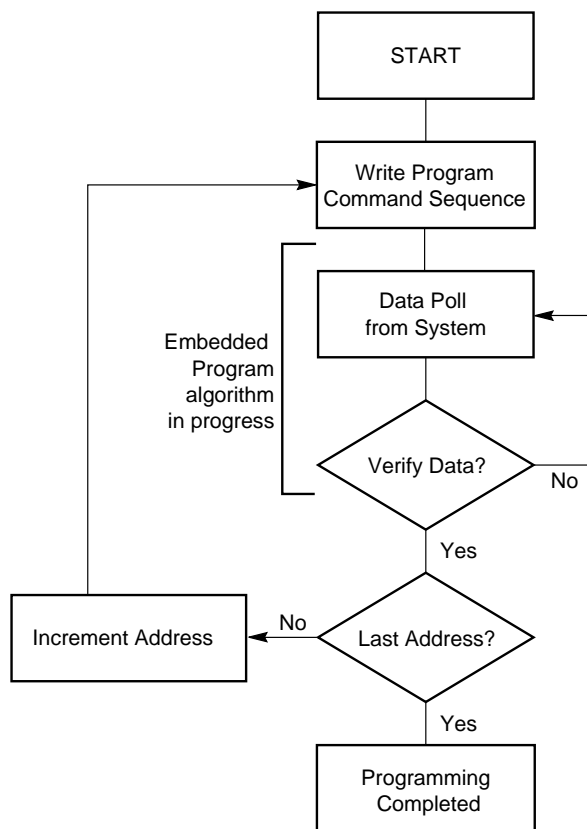 START
Write Program
Command Sequence
Data Poll
from System
Embedded
Program
algorithm
in progress
Verify Data?
No
Yes
Last Address?
No
Increment Address
Yes
Programming
Completed